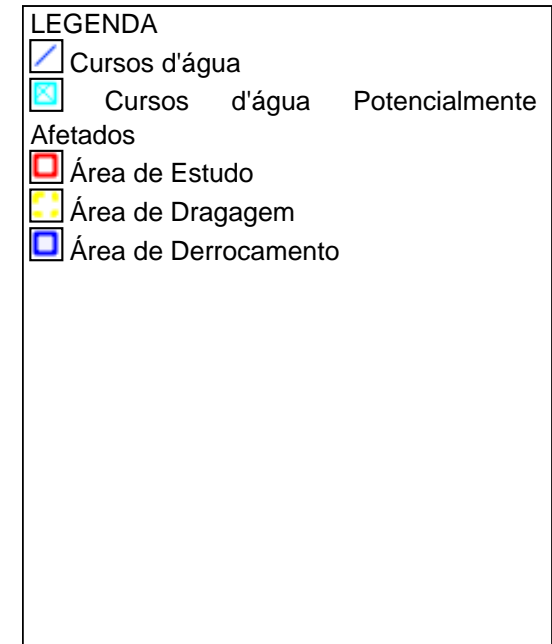 LEGENDA
Cursos d'água
Cursos d'água Potencialmente
Afetados
Área de Estudo
Área de Dragagem
Área de Derrocamento